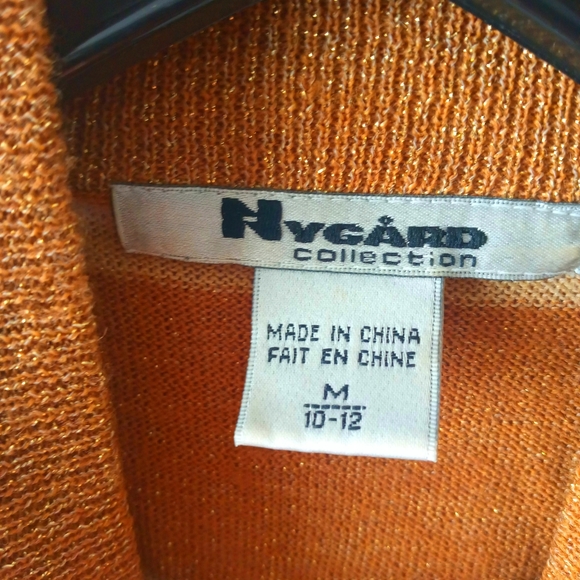 NYGÅRD
collection
MADE IN CHINA
FAIT EN CHINE
M
10-12